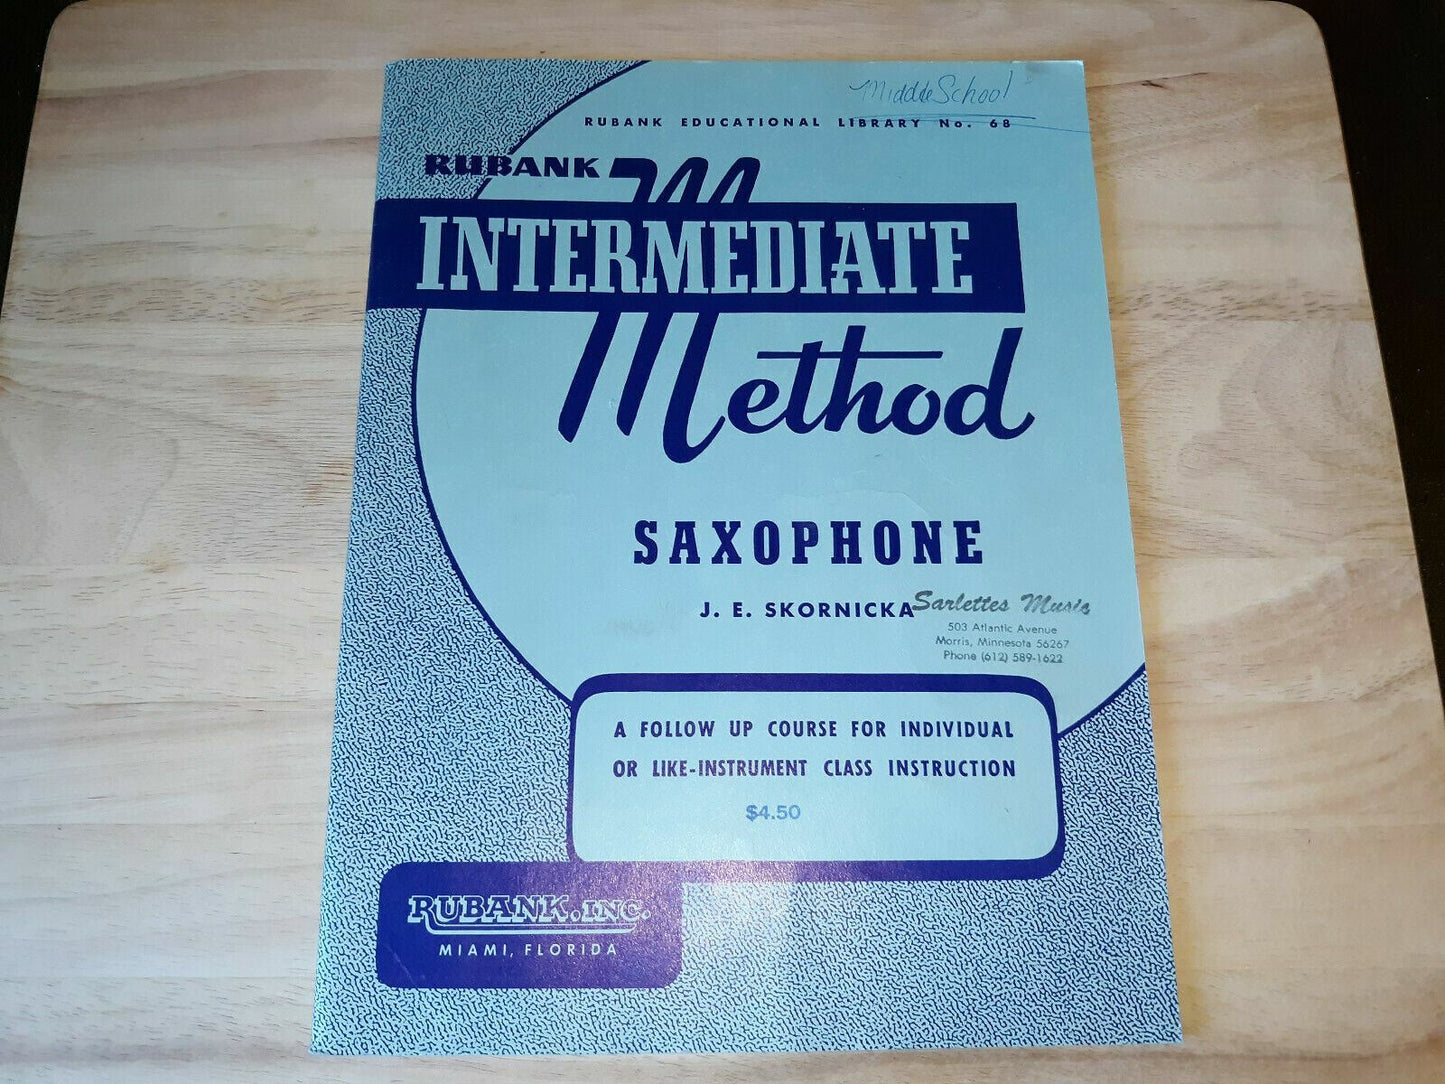 Middle School
RUBANK EDUCATIONAL LIBRARY No. 68
RUBANK
INTERMEDIATE
Method
SAXOPHONE
J. E. SKORNICKA
Sarlettes Music
503 Atlantic Avenue
Morris, Minnesota 56267
Phone (612) 589-1622
A FOLLOW UP COURSE FOR INDIVIDUAL
OR LIKE-INSTRUMENT CLASS INSTRUCTION
$4.50
RUBANK, INC.
MIAMI, FLORIDA